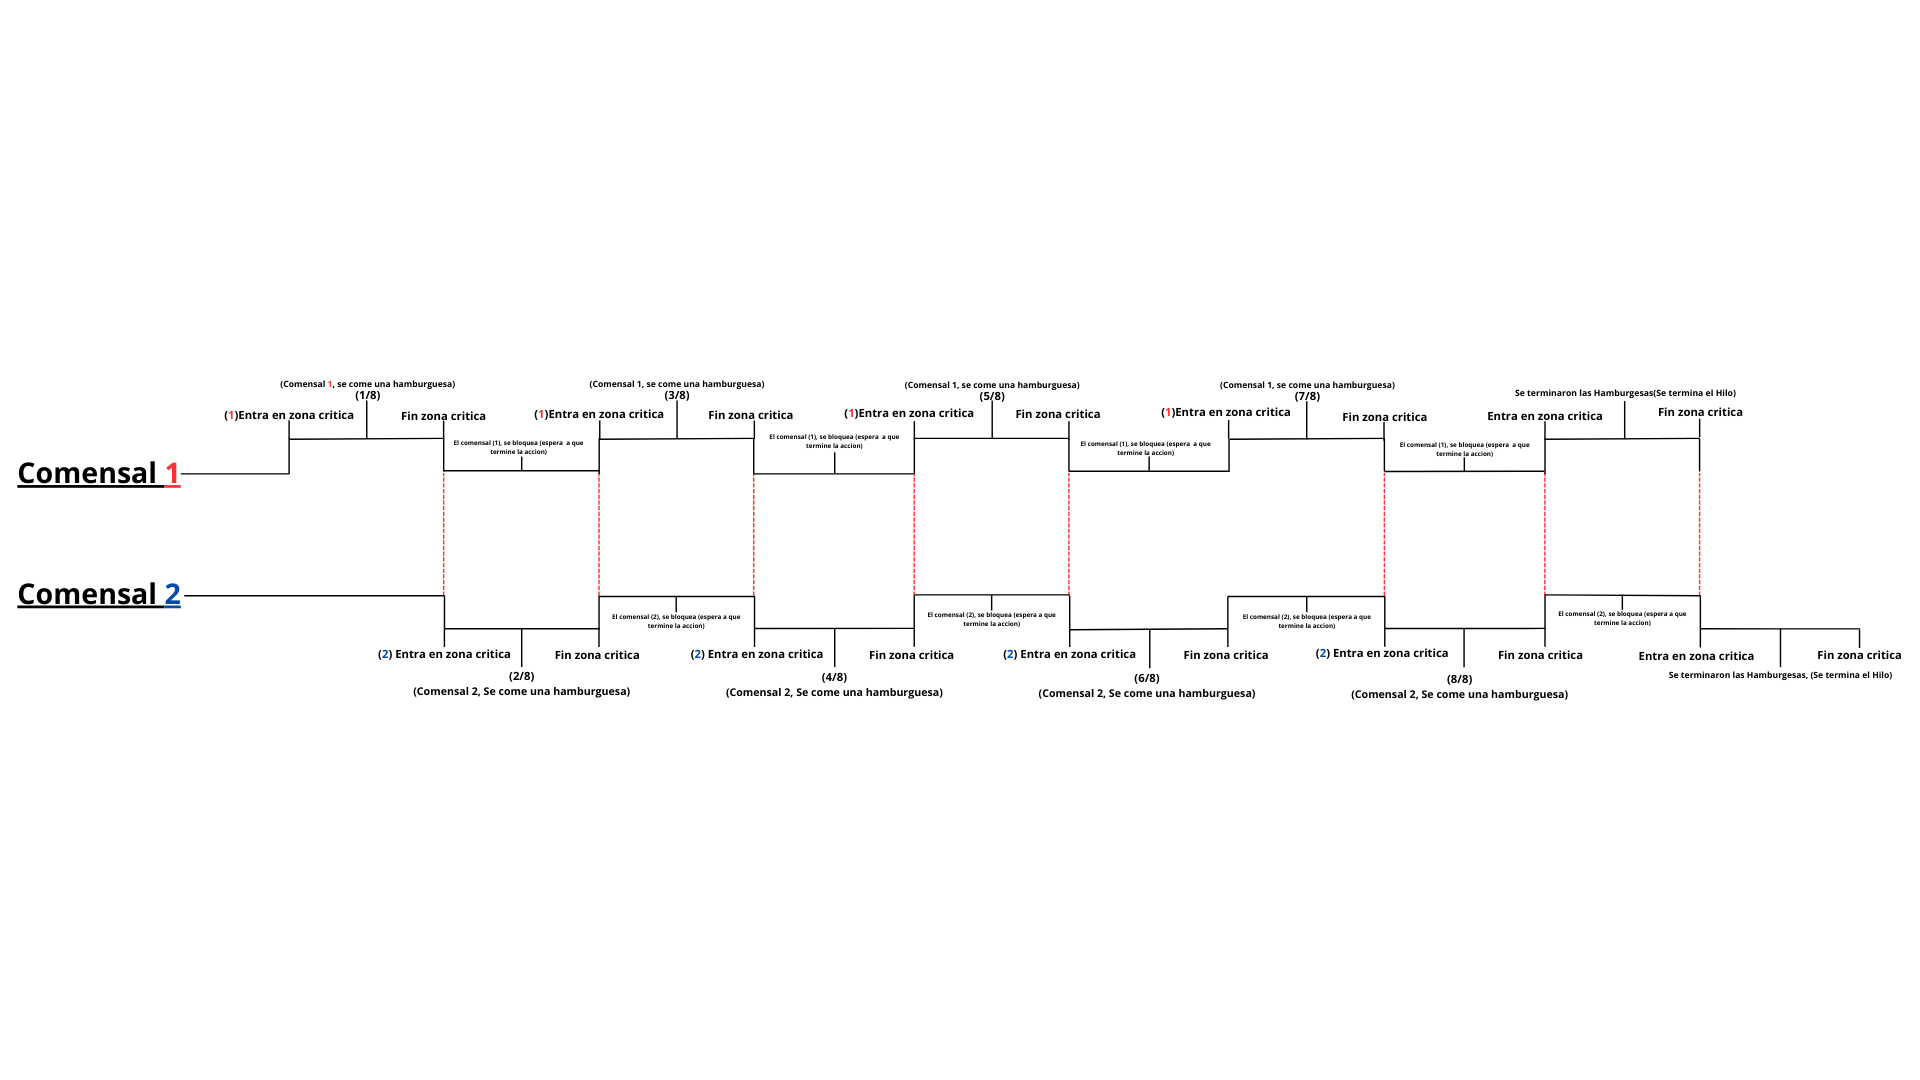 (Comensal 1, se come una hamburguesa)
(1/8)
(1)Entra en zona critica
Fin zona critica
El comensal (1), se bloquea (espera a que
termine la accion)
(Comensal 1, se come una hamburguesa)
(3/8)
(1)Entra en zona critica
Fin zona critica
El comensal (1), se bloquea (espera a que
termine la accion)
(Comensal 1, se come una hamburguesa)
(5/8)
(1)Entra en zona critica
Fin zona critica
El comensal (1), se bloquea (espera a que
termine la accion)
(Comensal 1, se come una hamburguesa)
(7/8)
(1)Entra en zona critica
Fin zona critica
El comensal (1), se bloquea (espera a que
termine la accion)
Se terminaron las Hamburguesas(Se termina el Hilo)
Entra en zona critica
Fin zona critica
Comensal 1
Comensal 2
(2) Entra en zona critica
Fin zona critica
(2/8)
(Comensal 2, Se come una hamburguesa)
El comensal (2), se bloquea (espera a que
termine la accion)
(2) Entra en zona critica
Fin zona critica
(4/8)
(Comensal 2, Se come una hamburguesa)
El comensal (2), se bloquea (espera a que
termine la accion)
(2) Entra en zona critica
Fin zona critica
(6/8)
(Comensal 2, Se come una hamburguesa)
El comensal (2), se bloquea (espera a que
termine la accion)
(2) Entra en zona critica
Fin zona critica
(8/8)
(Comensal 2, Se come una hamburguesa)
El comensal (2), se bloquea (espera a que
termine la accion)
Entra en zona critica
Fin zona critica
Se terminaron las Hamburgesas, (Se termina el Hilo)